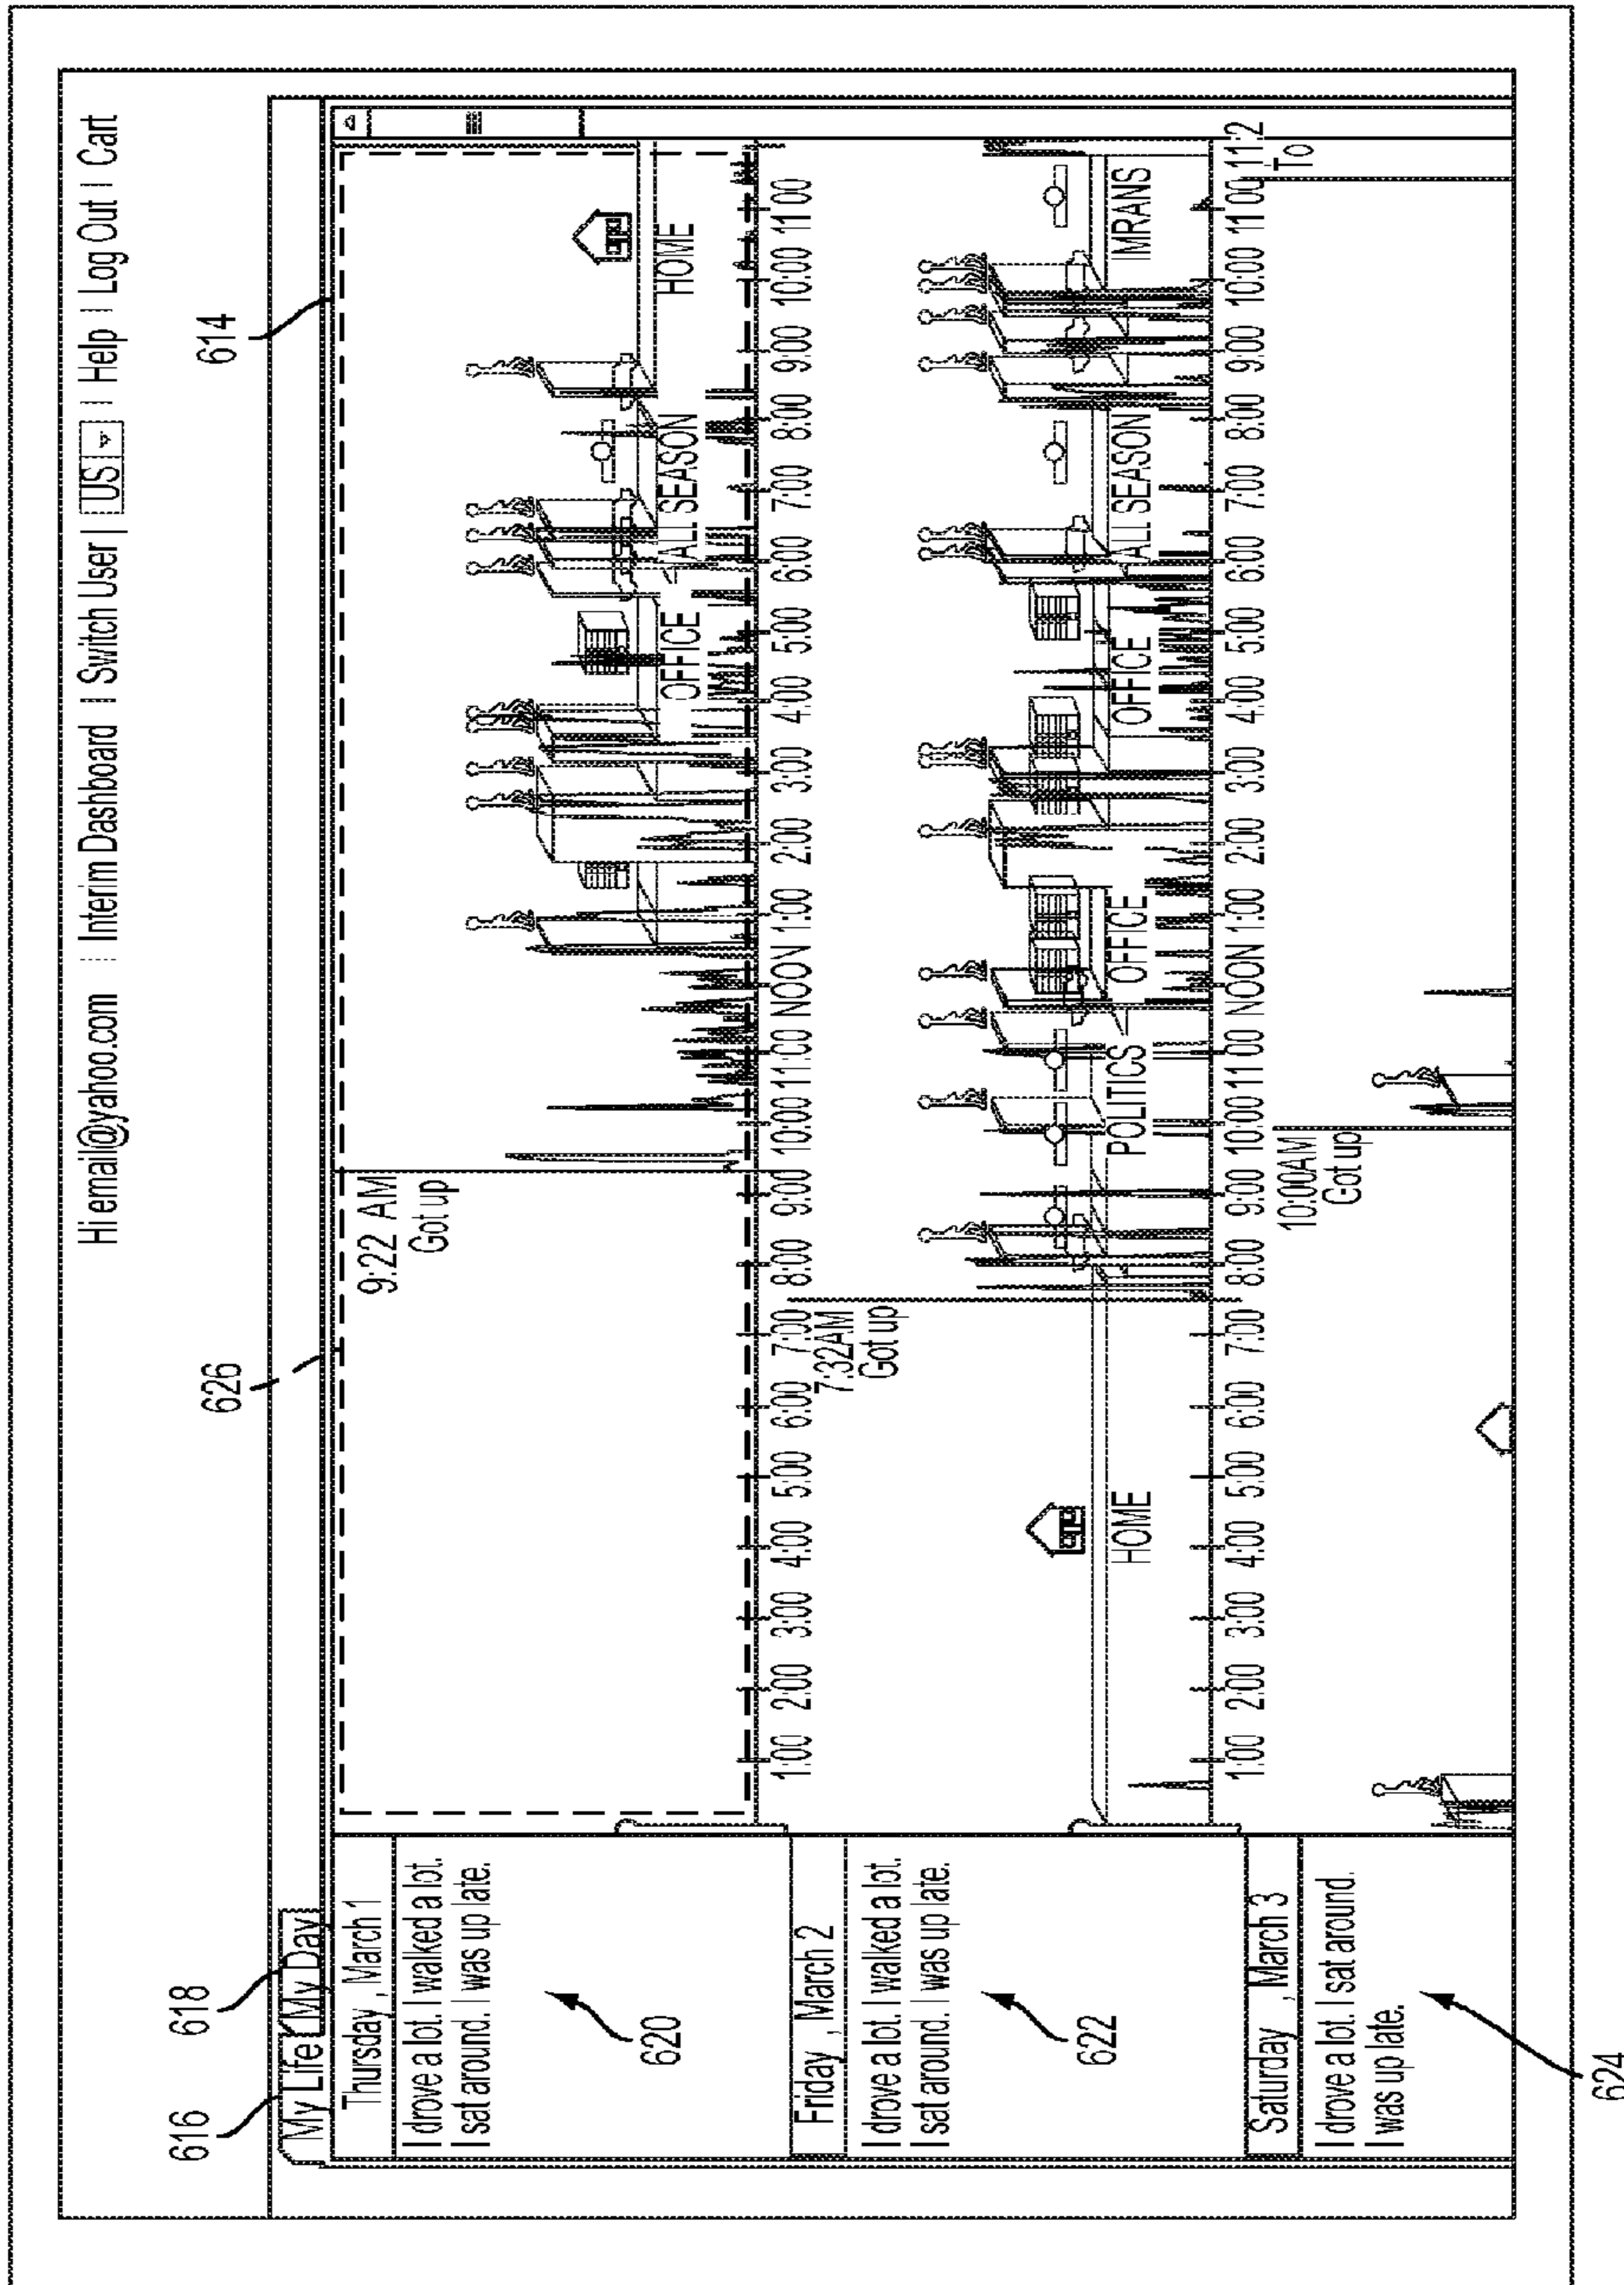 Hi email@yahoo.com | Interim Dashboard | Switch User | US | Help | Log Out | Cart
616
618
626
614
My Life
My Day
Thursday, March 1
I drove a lot. I walked a lot.
I sat around. I was up late.
620
9:22 AM
Got up
OFFICE
ALL SEASON
HOME
1:00 2:00 3:00 4:00 5:00 6:00 7:00 8:00 9:00 10:00 11:00 NOON 1:00 2:00 3:00 4:00 5:00 6:00 7:00 8:00 9:00 10:00 11:00
Friday, March 2
I drove a lot. I walked a lot.
I sat around. I was up late.
622
7:32AM
Got up
HOME
POLITICS
OFFICE
OFFICE
ALL SEASON
IMRANS
1:00 2:00 3:00 4:00 5:00 6:00 7:00 8:00 9:00 10:00 11:00 NOON 1:00 2:00 3:00 4:00 5:00 6:00 7:00 8:00 9:00 10:00 11:00 11:2
Saturday, March 3
I drove a lot. I sat around.
I was up late.
624
10:00AM
Got up
To